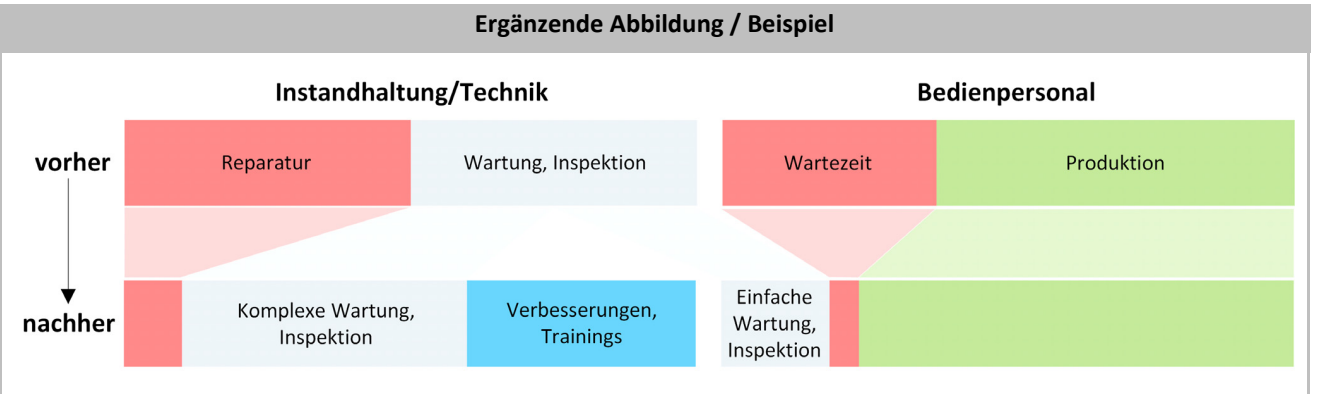 Ergänzende Abbildung / Beispiel
Instandhaltung/Technik
Bedienpersonal
vorher
Reparatur
Wartung, Inspektion
Wartezeit
Produktion
nachher
Komplexe Wartung,
Inspektion
Verbesserungen,
Trainings
Einfache
Wartung,
Inspektion